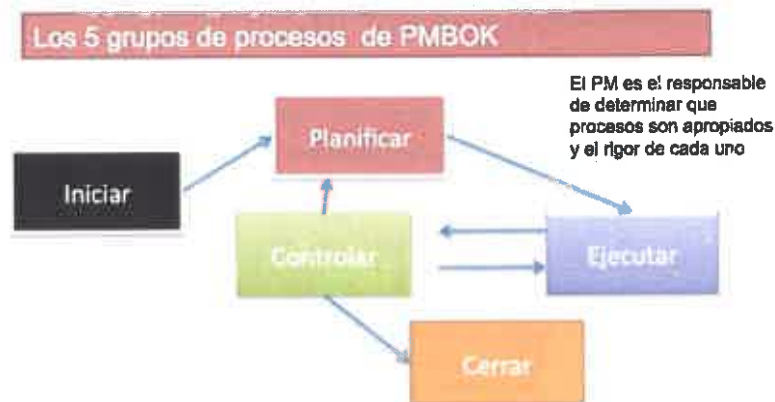 Los 5 grupos de procesos de PMBOK
El PM es el responsable
de determinar que
procesos son apropiados
y el rigor de cada uno
Planificar
Iniciar
Controlar
Ejecutar
Cerrar